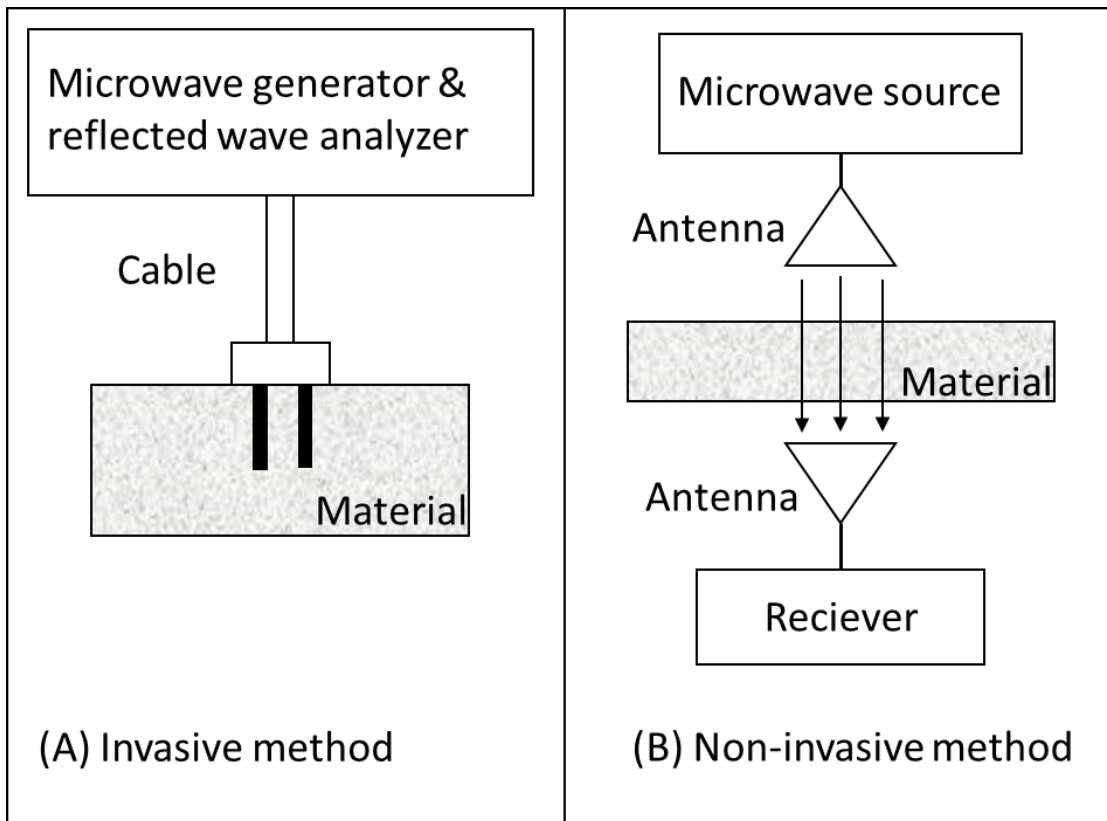 Microwave generator &
reflected wave analyzer
Cable
Material
(A) Invasive method
Microwave source
Antenna
Material
Antenna
Reciever
(B) Non-invasive method